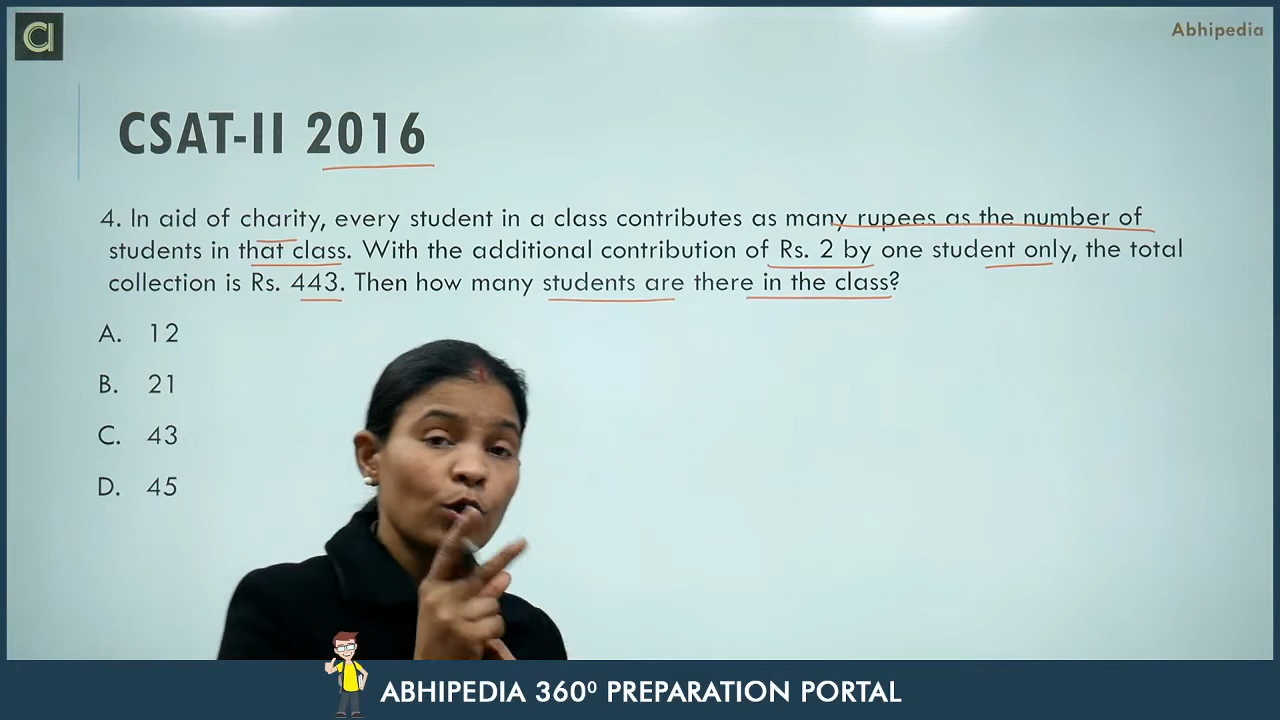 Abhipedia
CSAT-II 2016
4. In aid of charity, every student in a class contributes as many rupees as the number of
students in that class. With the additional contribution of Rs. 2 by one student only, the total
collection is Rs. 443. Then how many students are there in the class?
A. 12
B. 21
C. 43
D. 45
ABHIPEDIA 360⁰ PREPARATION PORTAL